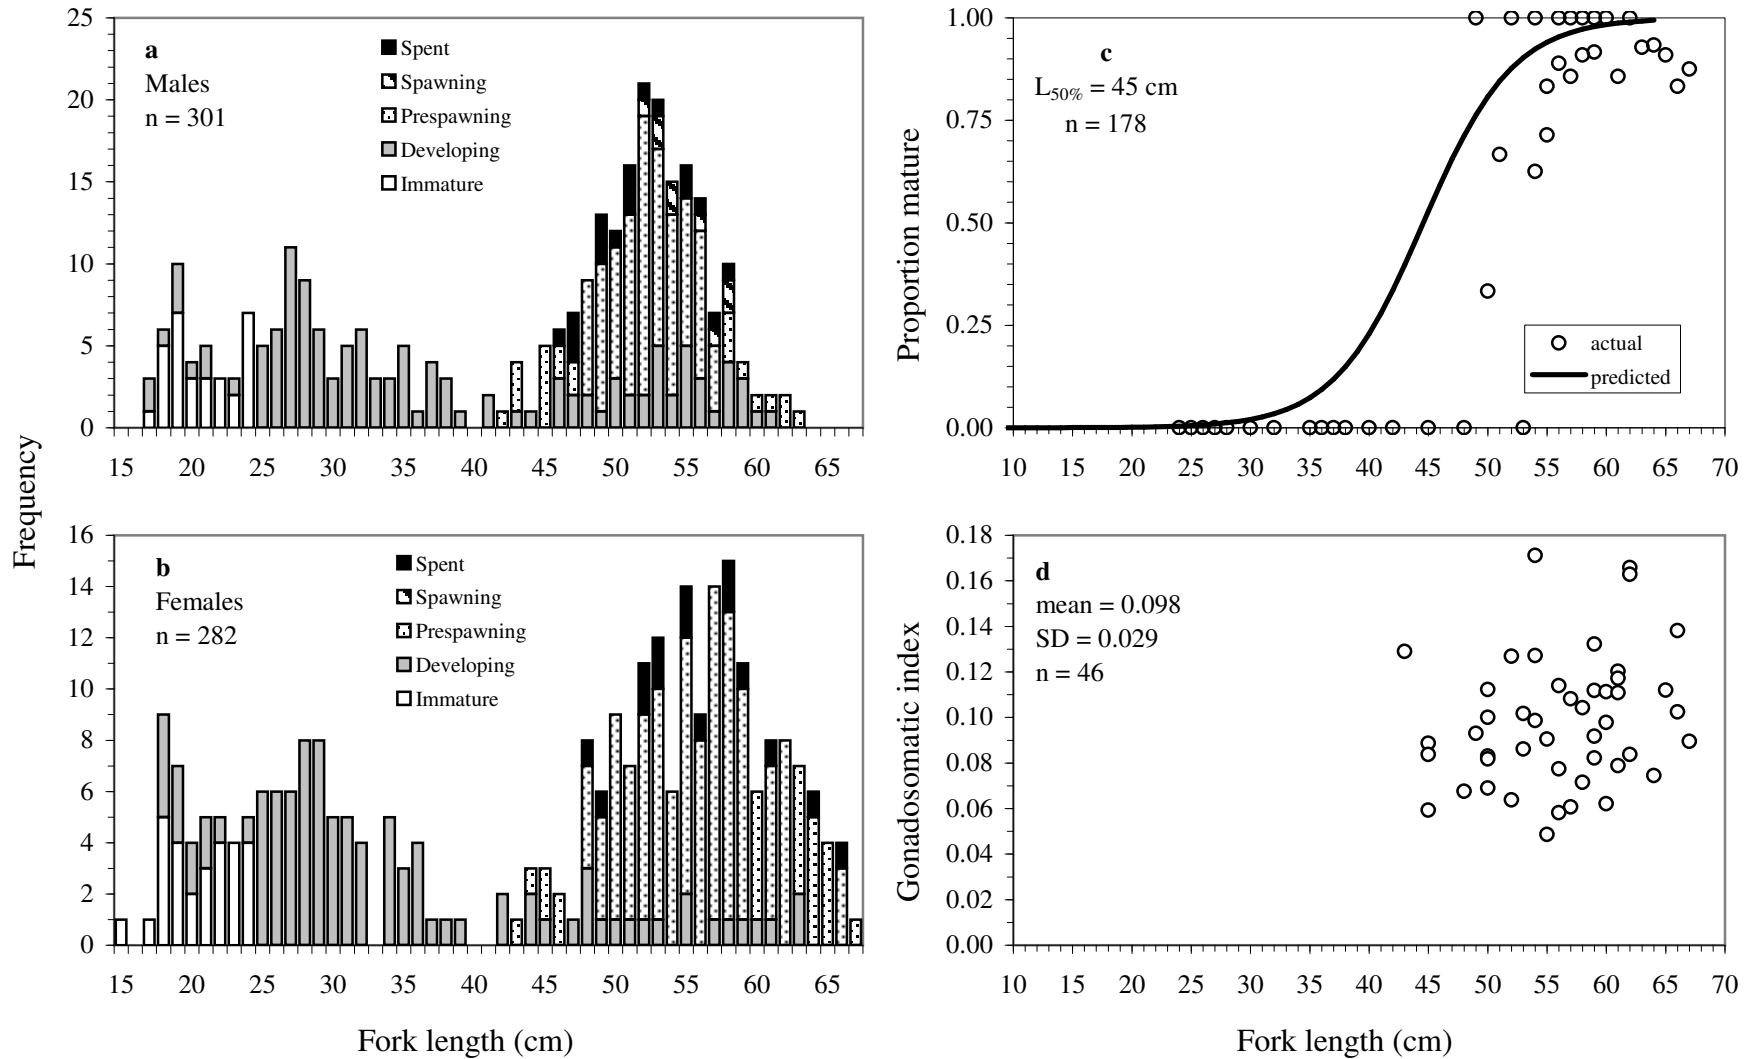 Frequency
25
20
15
10
5
0
a
Males
n = 301
Spent
Spawning
Prespawning
Developing
Immature
15 20 25 30 35 40 45 50 55 60 65
1.00
0.75
0.50
0.25
0.00
Proportion mature
c
L50% = 45 cm
n = 178
actual
predicted
10 15 20 25 30 35 40 45 50 55 60 65 70
16
14
12
10
8
6
4
2
0
b
Females
n = 282
Spent
Spawning
Prespawning
Developing
Immature
15 20 25 30 35 40 45 50 55 60 65
Fork length (cm)
0.18
0.16
0.14
0.12
0.10
0.08
0.06
0.04
0.02
0.00
Gonadosomatic index
d
mean = 0.098
SD = 0.029
n = 46
10 15 20 25 30 35 40 45 50 55 60 65 70
Fork length (cm)